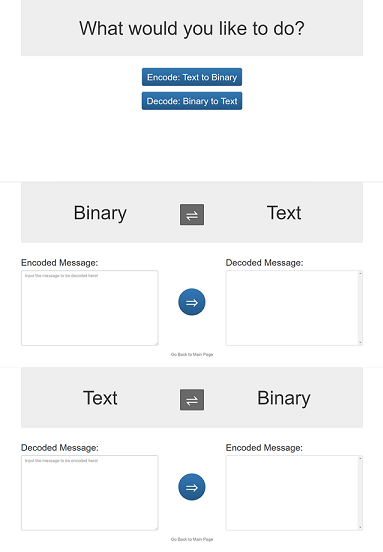 What would you like to do?
Encode: Text to Binary
Decode: Binary to Text
Binary ⇌ Text
Encoded Message: Decoded Message:
Input the message to be decoded here!
⇒
Go Back to Main Page
Text ⇌ Binary
Decoded Message: Encoded Message:
Input the message to be encoded here!
⇒
Go Back to Main Page